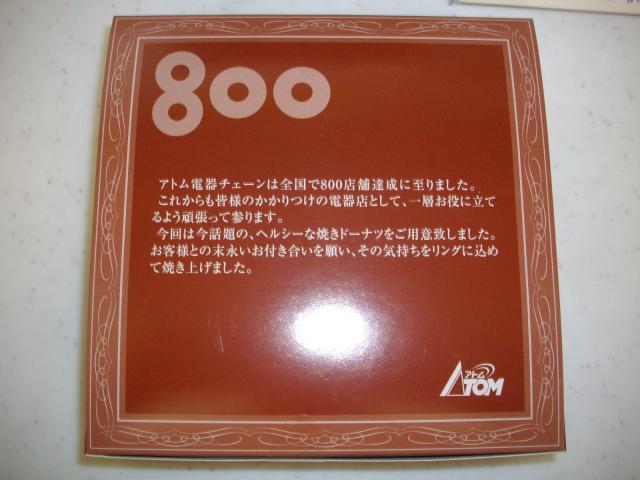 800
アトム電器チェーンは全国で800店舗達成に至りました。
これからも皆様のかかりつけの電器店として、一層お役に立て
るよう頑張って参ります。
今回は今話題の、ヘルシーな焼きドーナツをご用意致しました。
お客様との末永いお付き合いを願い、その気持ちをリングに込め
て焼き上げました。
アトム
ATOM